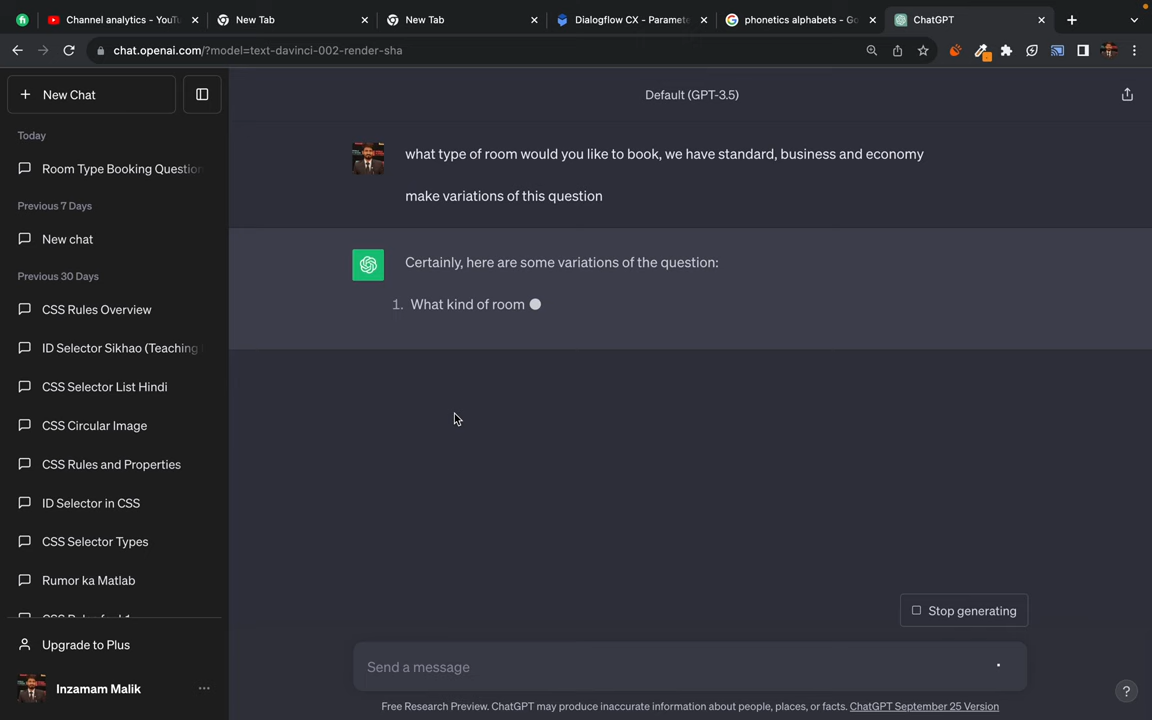 Channel analytics - YouTu
New Tab
New Tab
Dialogflow CX - Paramete
phonetics alphabets - Go
ChatGPT
chat.openai.com/?model=text-davinci-002-render-sha
New Chat
Default (GPT-3.5)
Today
Room Type Booking Question
Previous 7 Days
New chat
Previous 30 Days
CSS Rules Overview
ID Selector Sikhao (Teaching
CSS Selector List Hindi
CSS Circular Image
CSS Rules and Properties
ID Selector in CSS
CSS Selector Types
Rumor ka Matlab
Upgrade to Plus
Inzamam Malik
what type of room would you like to book, we have standard, business and economy
make variations of this question
Certainly, here are some variations of the question:
1. What kind of room
Stop generating
Send a message
Free Research Preview. ChatGPT may produce inaccurate information about people, places, or facts. ChatGPT September 25 Version
?